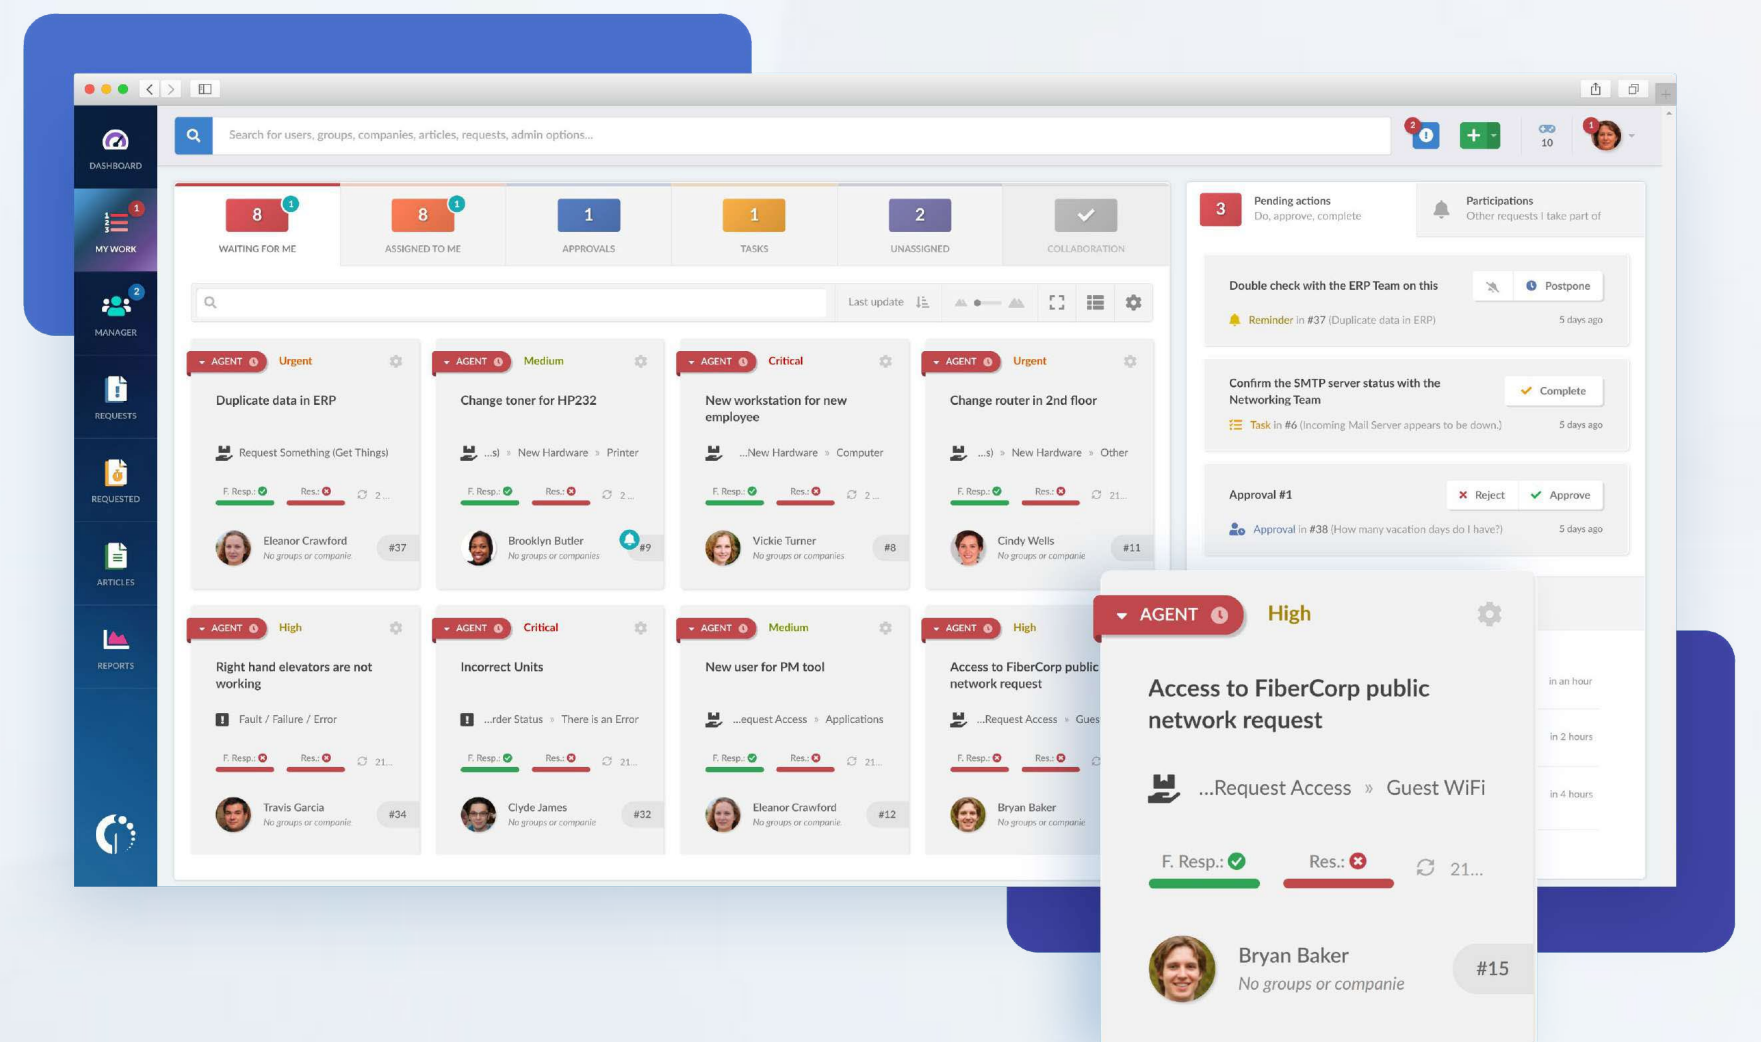 DASHBOARD
1
MY WORK
2
MANAGER
REQUESTS
REQUESTED
ARTICLES
REPORTS
Search for users, groups, companies, articles, requests, admin options...
2
10
1
8
1
WAITING FOR ME
8
1
ASSIGNED TO ME
1
APPROVALS
1
TASKS
2
UNASSIGNED
COLLABORATION
Last update
AGENT Urgent
Duplicate data in ERP
Request Something (Get Things)
F. Resp.: Res.: 2 ...
Eleanor Crawford
No groups or companie
#37
AGENT Medium
Change toner for HP232
...s) » New Hardware » Printer
F. Resp.: Res.: 2 ...
Brooklyn Butler
No groups or companies
#9
AGENT Critical
New workstation for new
employee
...New Hardware » Computer
F. Resp.: Res.: 2 ...
Vickie Turner
No groups or companies
#8
AGENT Urgent
Change router in 2nd floor
...s) » New Hardware » Other
F. Resp.: Res.: 21...
Cindy Wells
No groups or companie
#11
AGENT High
Right hand elevators are not
working
Fault / Failure / Error
F. Resp.: Res.: 21...
Travis Garcia
No groups or companie
#34
AGENT Critical
Incorrect Units
...rder Status » There is an Error
F. Resp.: Res.: 21...
Clyde James
No groups or companie
#32
AGENT Medium
New user for PM tool
...equest Access » Applications
F. Resp.: Res.: 21...
Eleanor Crawford
No groups or companie
#12
AGENT High
Access to FiberCorp public
network request
...Request Access » Gues
F. Resp.: Res.:
Bryan Baker
No groups or companie
3
Pending actions
Do, approve, complete
Participations
Other requests I take part of
Double check with the ERP Team on this
Postpone
Reminder in #37 (Duplicate data in ERP)
5 days ago
Confirm the SMTP server status with the
Networking Team
Complete
Task in #6 (Incoming Mail Server appears to be down.)
5 days ago
Approval #1
Reject
Approve
Approval in #38 (How many vacation days do I have?)
5 days ago
in an hour
in 2 hours
in 4 hours
AGENT High
Access to FiberCorp public
network request
...Request Access » Guest WiFi
F. Resp.: Res.: 21...
Bryan Baker
No groups or companie
#15